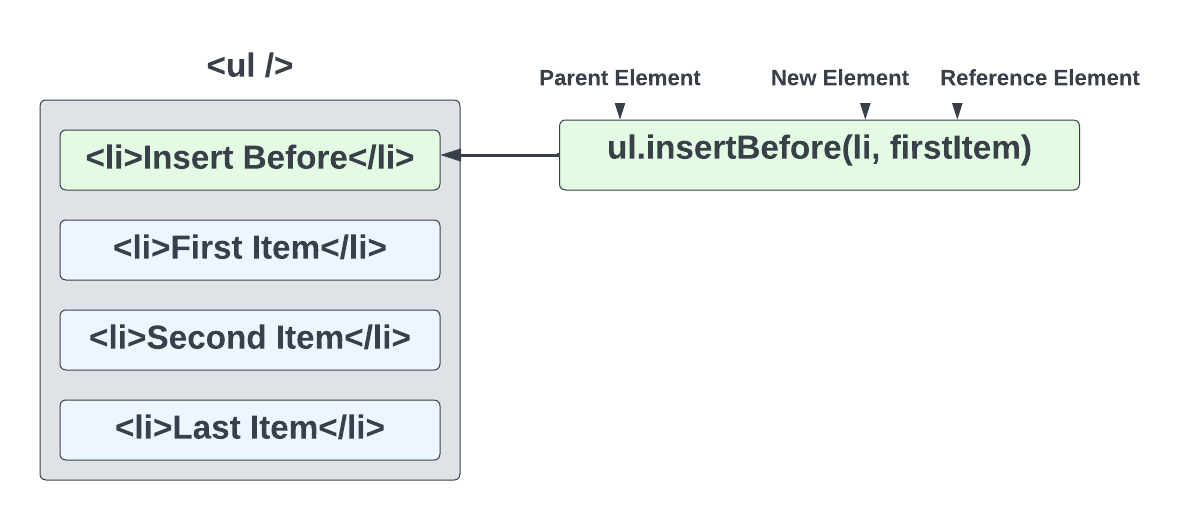 <ul />
Parent Element
New Element
Reference Element
ul.insertBefore(li, firstItem)
<li>Insert Before</li>
<li>First Item</li>
<li>Second Item</li>
<li>Last Item</li>